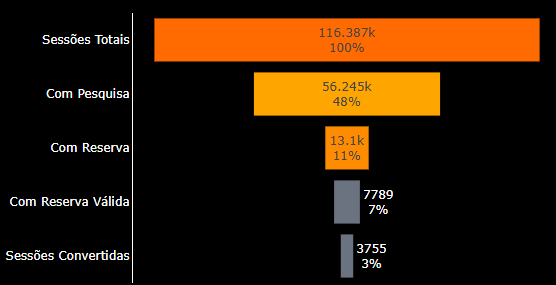 Sessões Totais
116.387k
100%
Com Pesquisa
56.245k
48%
Com Reserva
13.1k
11%
Com Reserva Válida
7789
7%
Sessões Convertidas
3755
3%